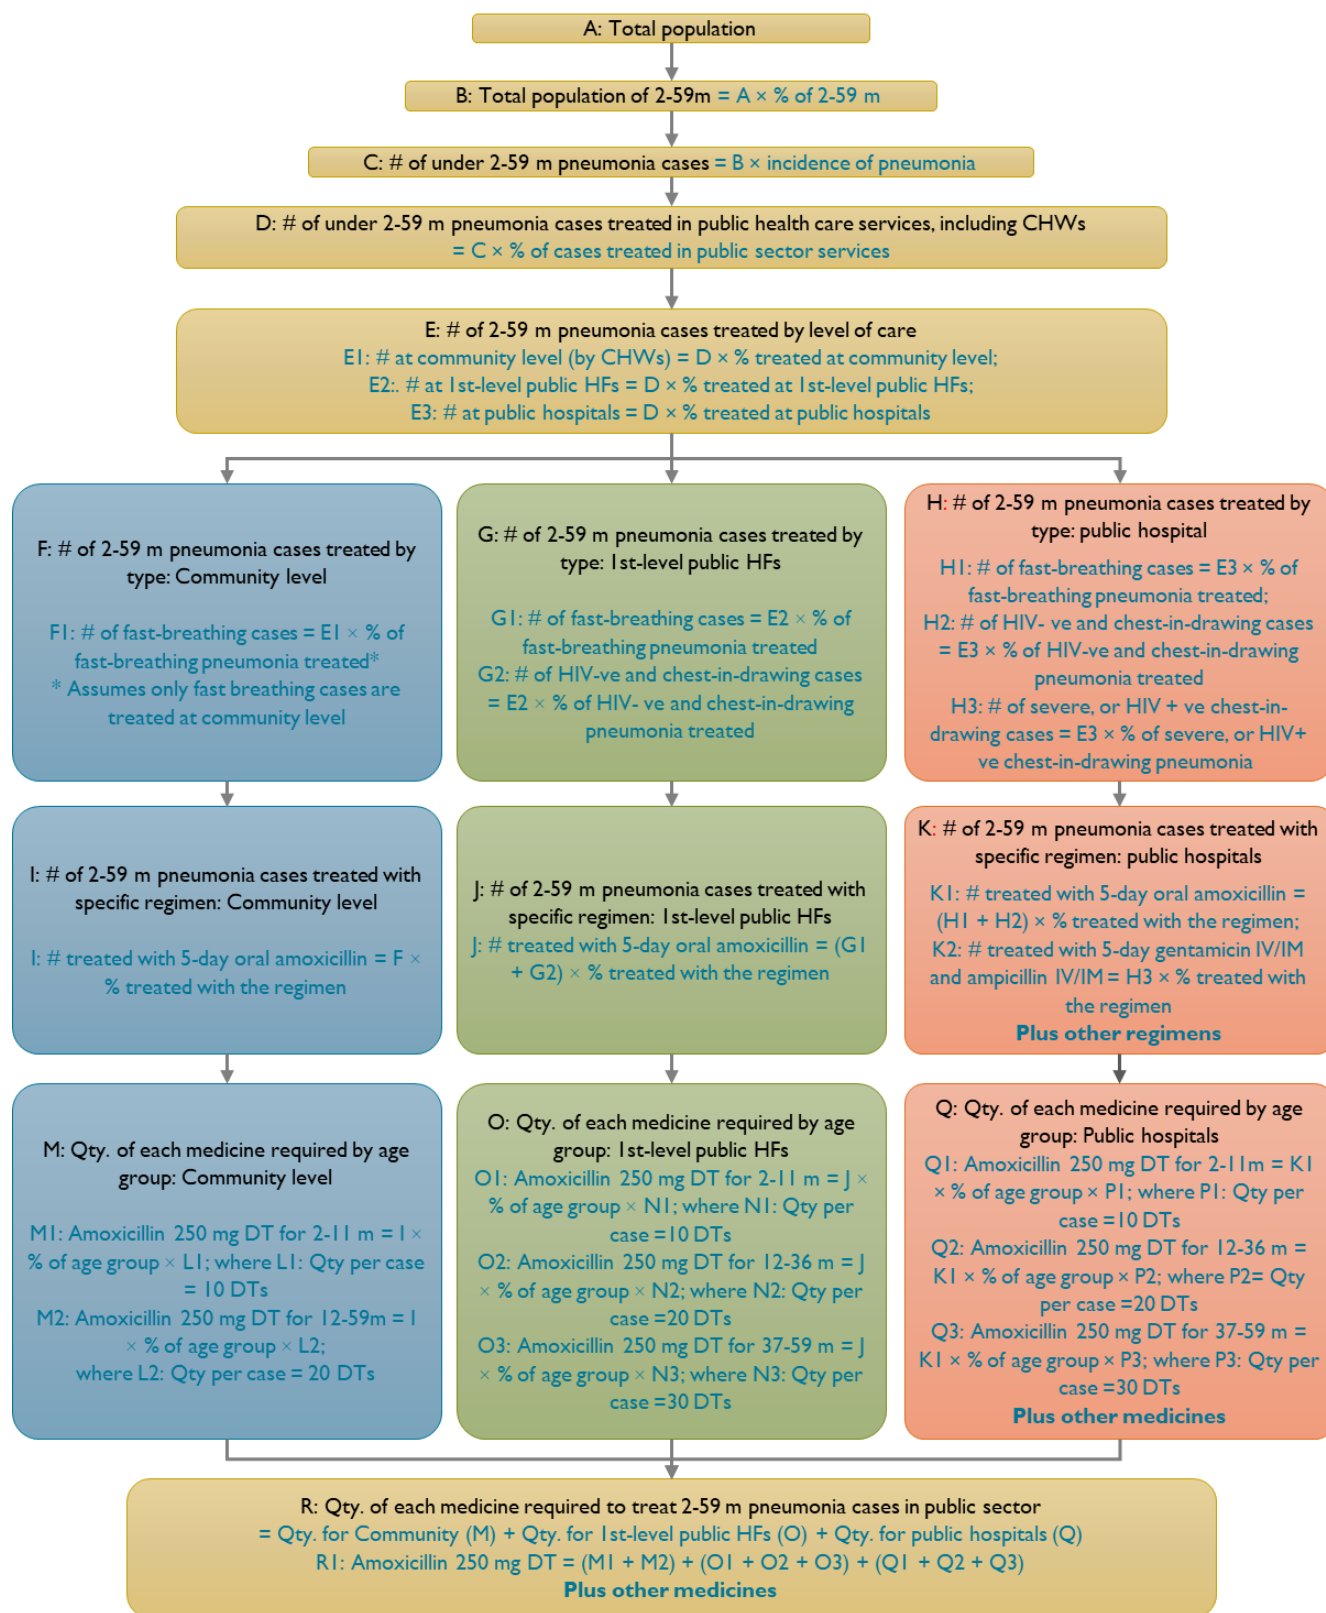 A: Total population
B: Total population of 2-59m = A × % of 2-59 m
C: # of under 2-59 m pneumonia cases = B × incidence of pneumonia
D: # of under 2-59 m pneumonia cases treated in public health care services, including CHWs
= C × % of cases treated in public sector services
E: # of 2-59 m pneumonia cases treated by level of care
E1: # at community level (by CHWs) = D × % treated at community level;
E2:. # at 1st-level public HFs = D × % treated at 1st-level public HFs;
E3: # at public hospitals = D × % treated at public hospitals
F: # of 2-59 m pneumonia cases treated by
type: Community level
F1: # of fast-breathing cases = E1 × % of
fast-breathing pneumonia treated*
* Assumes only fast breathing cases are
treated at community level
G: # of 2-59 m pneumonia cases treated by
type: 1st-level public HFs
G1: # of fast-breathing cases = E2 × % of
fast-breathing pneumonia treated
G2: # of HIV-ve and chest-in-drawing cases
= E2 × % of HIV- ve and chest-in-drawing
pneumonia treated
H: # of 2-59 m pneumonia cases treated by
type: public hospital
H1: # of fast-breathing cases = E3 × % of
fast-breathing pneumonia treated;
H2: # of HIV- ve and chest-in-drawing cases
= E3 × % of HIV-ve and chest-in-drawing
pneumonia treated
H3: # of severe, or HIV + ve chest-in-
drawing cases = E3 × % of severe, or HIV+
ve chest-in-drawing pneumonia
I: # of 2-59 m pneumonia cases treated with
specific regimen: Community level
I: # treated with 5-day oral amoxicillin = F ×
% treated with the regimen
J: # of 2-59 m pneumonia cases treated with
specific regimen: 1st-level public HFs
J: # treated with 5-day oral amoxicillin = (G1
+ G2) × % treated with the regimen
K: # of 2-59 m pneumonia cases treated with
specific regimen: public hospitals
K1: # treated with 5-day oral amoxicillin =
(H1 + H2) × % treated with the regimen;
K2: # treated with 5-day gentamicin IV/IM
and ampicillin IV/IM = H3 × % treated with
the regimen
Plus other regimens
M: Qty. of each medicine required by age
group: Community level
M1: Amoxicillin 250 mg DT for 2-11 m = I ×
% of age group × L1; where L1: Qty per case
= 10 DTs
M2: Amoxicillin 250 mg DT for 12-59m = I
× % of age group × L2;
where L2: Qty per case = 20 DTs
O: Qty. of each medicine required by age
group: 1st-level public HFs
O1: Amoxicillin 250 mg DT for 2-11 m = J ×
% of age group × N1; where N1: Qty per
case =10 DTs
O2: Amoxicillin 250 mg DT for 12-36 m = J
× % of age group × N2; where N2: Qty per
case =20 DTs
O3: Amoxicillin 250 mg DT for 37-59 m = J
× % of age group × N3; where N3: Qty per
case =30 DTs
Q: Qty. of each medicine required by age
group: Public hospitals
Q1: Amoxicillin 250 mg DT for 2-11m = K1
× % of age group × P1; where P1: Qty per
case =10 DTs
Q2: Amoxicillin 250 mg DT for 12-36 m =
K1 × % of age group × P2; where P2= Qty
per case =20 DTs
Q3: Amoxicillin 250 mg DT for 37-59 m =
K1 × % of age group × P3; where P3: Qty per
case =30 DTs
Plus other medicines
R: Qty. of each medicine required to treat 2-59 m pneumonia cases in public sector
= Qty. for Community (M) + Qty. for 1st-level public HFs (O) + Qty. for public hospitals (Q)
R1: Amoxicillin 250 mg DT = (M1 + M2) + (O1 + O2 + O3) + (Q1 + Q2 + Q3)
Plus other medicines